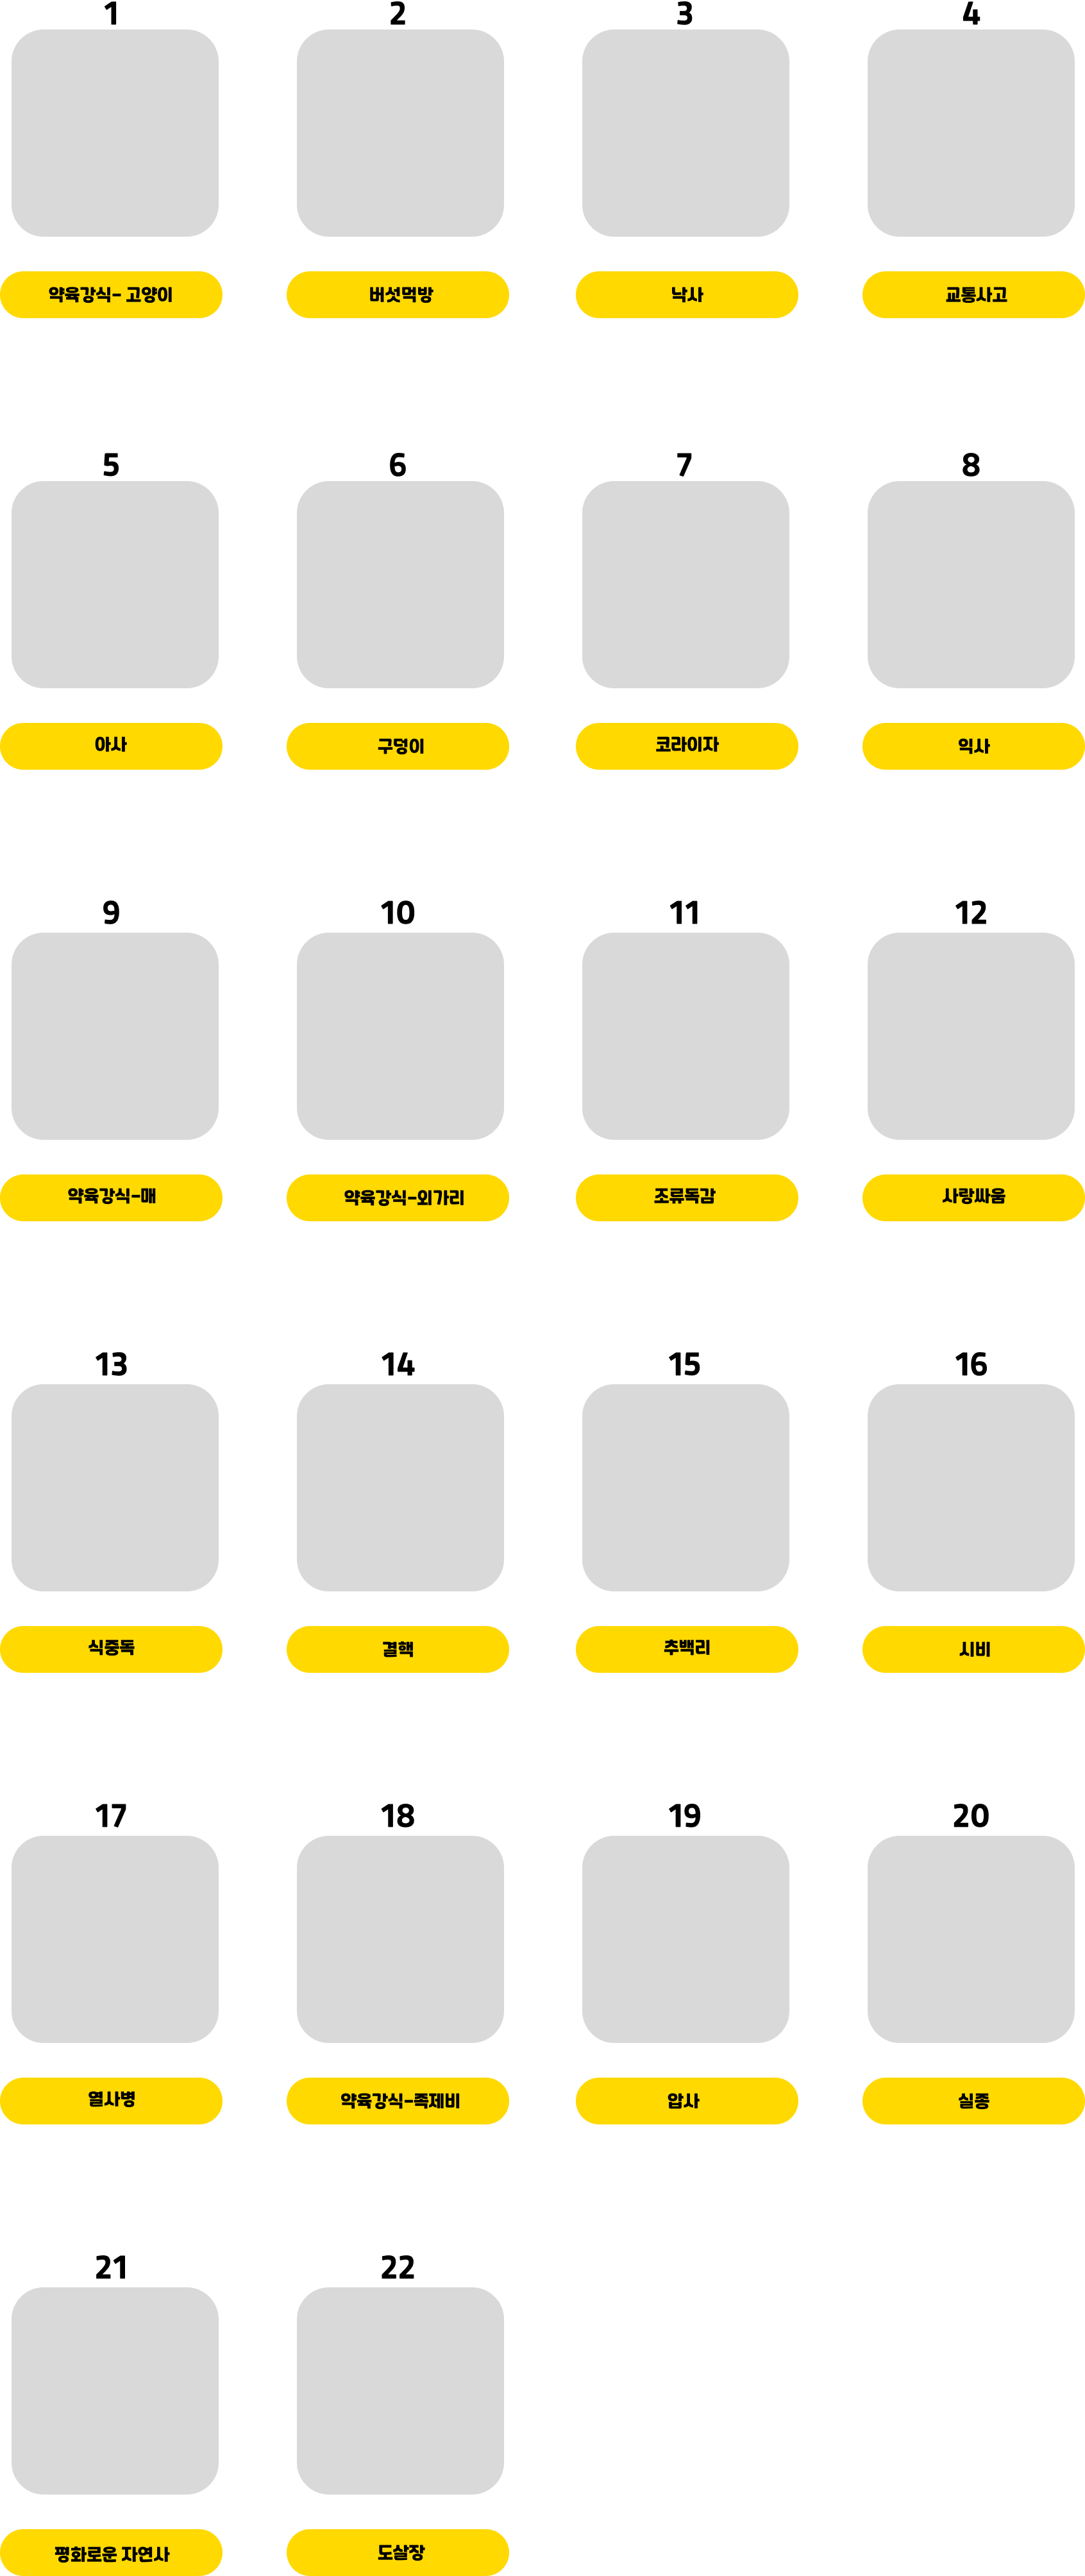 1
2
3
4
약육강식- 고양이
버섯먹방
낙사
교통사고
5
6
7
8
아사
구덩이
코라이자
익사
9
10
11
12
약육강식-매
약육강식-외가리
조류독감
사랑싸움
13
14
15
16
식중독
결핵
추백리
시비
17
18
19
20
열사병
약육강식-족제비
압사
실종
21
22
평화로운 자연사
도살장